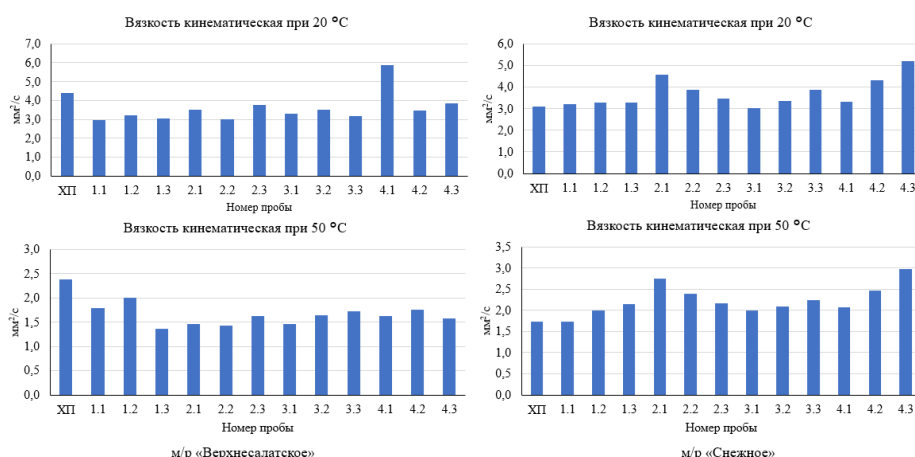 Вязкость кинематическая при 20 °С
мм²/с
7,0
6,0
5,0
4,0
3,0
2,0
1,0
0,0
ХП 1.1 1.2 1.3 2.1 2.2 2.3 3.1 3.2 3.3 4.1 4.2 4.3
Номер пробы
Вязкость кинематическая при 20 °С
мм²/с
6,0
5,0
4,0
3,0
2,0
1,0
0,0
ХП 1.1 1.2 1.3 2.1 2.2 2.3 3.1 3.2 3.3 4.1 4.2 4.3
Номер пробы
Вязкость кинематическая при 50 °С
мм²/с
3,0
2,5
2,0
1,5
1,0
0,5
0,0
ХП 1.1 1.2 1.3 2.1 2.2 2.3 3.1 3.2 3.3 4.1 4.2 4.3
Номер пробы
м/р «Верхнесалатское»
Вязкость кинематическая при 50 °С
мм²/с
3,5
3,0
2,5
2,0
1,5
1,0
0,5
0,0
ХП 1.1 1.2 1.3 2.1 2.2 2.3 3.1 3.2 3.3 4.1 4.2 4.3
Номер пробы
м/р «Снежное»